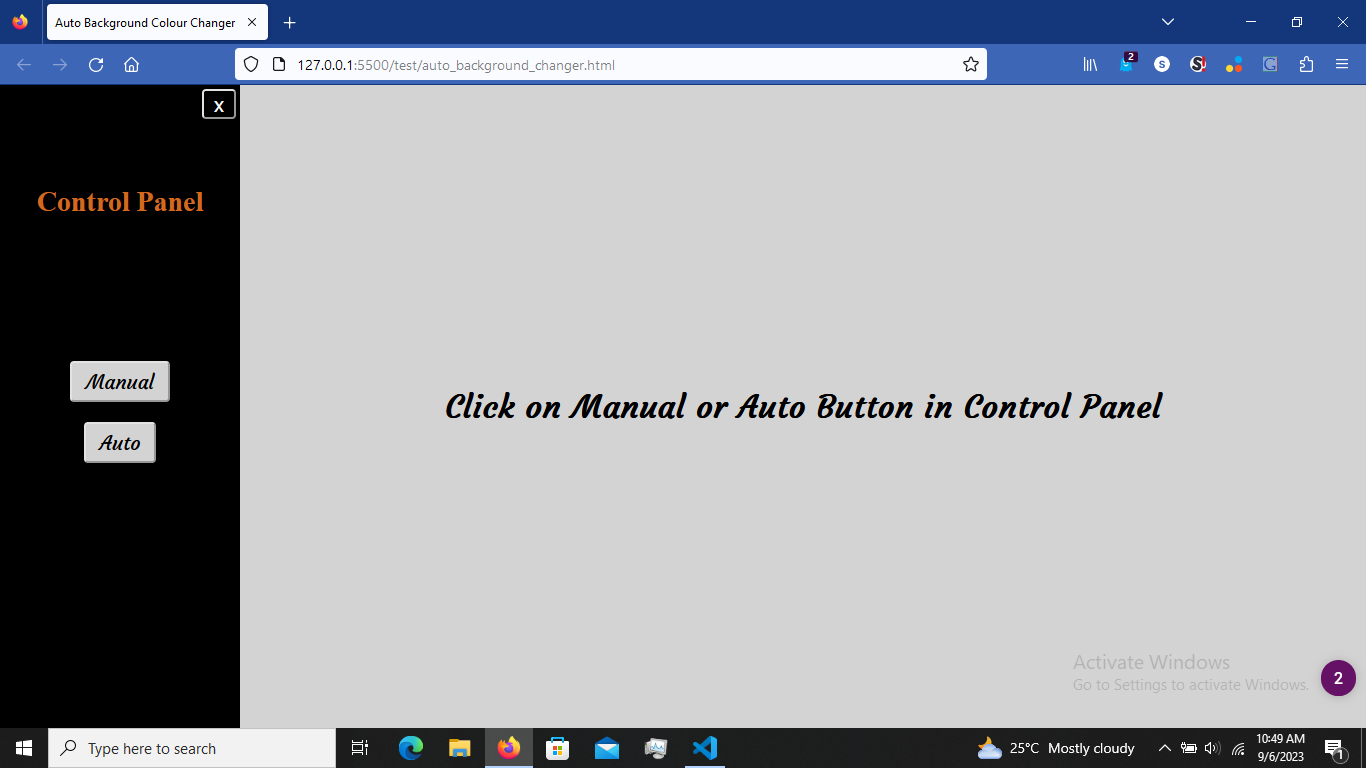 Auto Background Colour Changer
127.0.0.1:5500/test/auto_background_changer.html
2
S
x
Control Panel
Manual
Auto
Click on Manual or Auto Button in Control Panel
Activate Windows
Go to Settings to activate Windows.
2
Type here to search
25°C Mostly cloudy
10:49 AM
9/6/2023
1